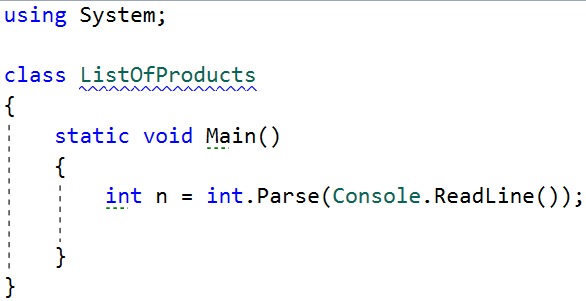 using System;
class ListOfProducts
{
    static void Main()
    {
        int n = int.Parse(Console.ReadLine());
    }
}